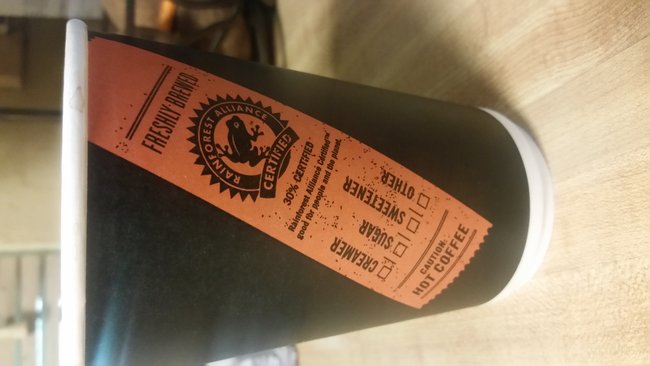 FRESHLY BREWED
RAINFOREST ALLIANCE
CERTIFIED
30% CERTIFIED
Rainforest Alliance Certified™
good for people and the planet.
CREAMER
SUGAR
SWEETENER
OTHER
CAUTION:
HOT COFFEE